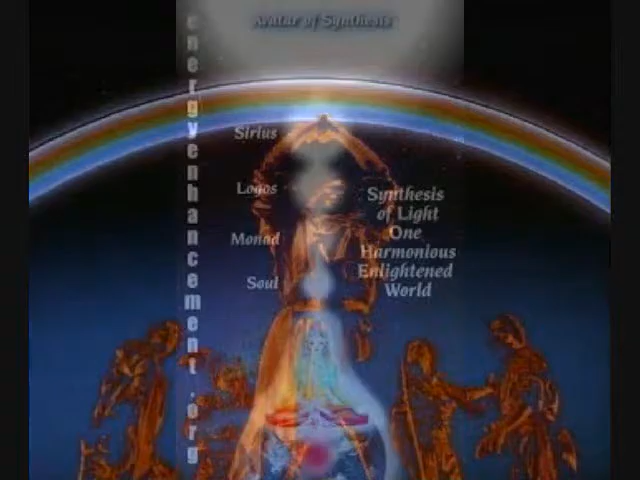 Avatar of Synthesis
energyenhancement.org
Sirius
Logos
Monad
Soul
Synthesis
of Light
One
Harmonious
Enlightened
World